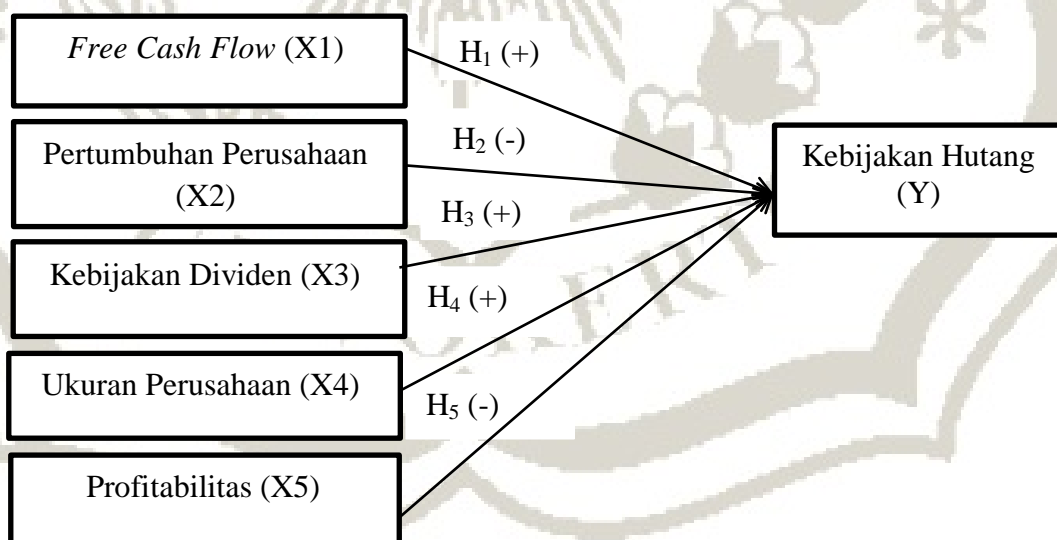 Free Cash Flow (X1)
H₁ (+)
Pertumbuhan Perusahaan
(X2)
H₂ (-)
Kebijakan Hutang
(Y)
H₃ (+)
Kebijakan Dividen (X3)
H₄ (+)
Ukuran Perusahaan (X4)
H₅ (-)
Profitabilitas (X5)